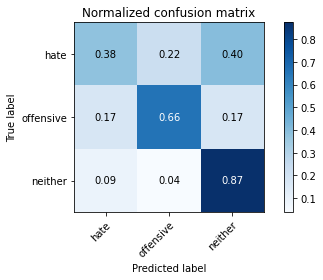 Normalized confusion matrix
True label
hate
offensive
neither
0.38 0.22 0.40
0.17 0.66 0.17
0.09 0.04 0.87
hate
offensive
neither
Predicted label
0.8
0.7
0.6
0.5
0.4
0.3
0.2
0.1